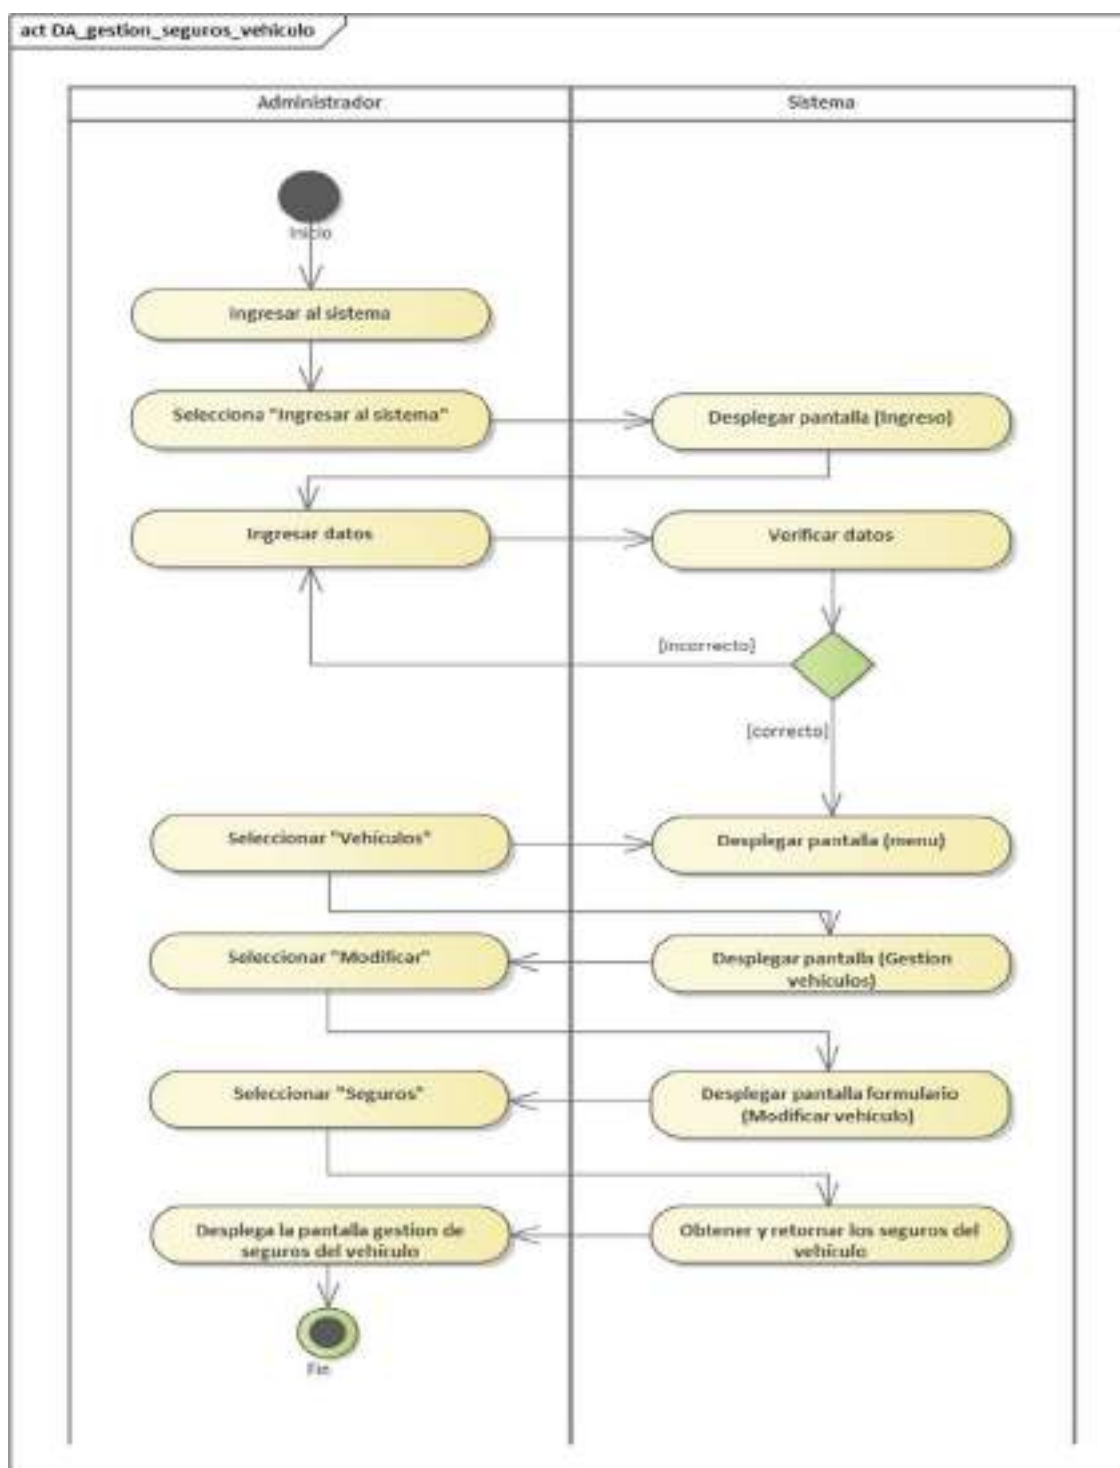 act DA_gestion_seguros_vehiculo
Administrador
Sistema
Inicio
Ingresar al sistema
Selecciona "Ingresar al sistema"
Desplegar pantalla (Ingreso)
Ingresar datos
Verificar datos
[incorrecto]
[correcto]
Seleccionar "Vehículos"
Desplegar pantalla (menu)
Seleccionar "Modificar"
Desplegar pantalla (Gestion
vehiculos)
Seleccionar "Seguros"
Desplegar pantalla formulario
(Modificar vehículo)
Desplega la pantalla gestion de
seguros del vehículo
Obtener y retornar los seguros del
vehículo
Fin